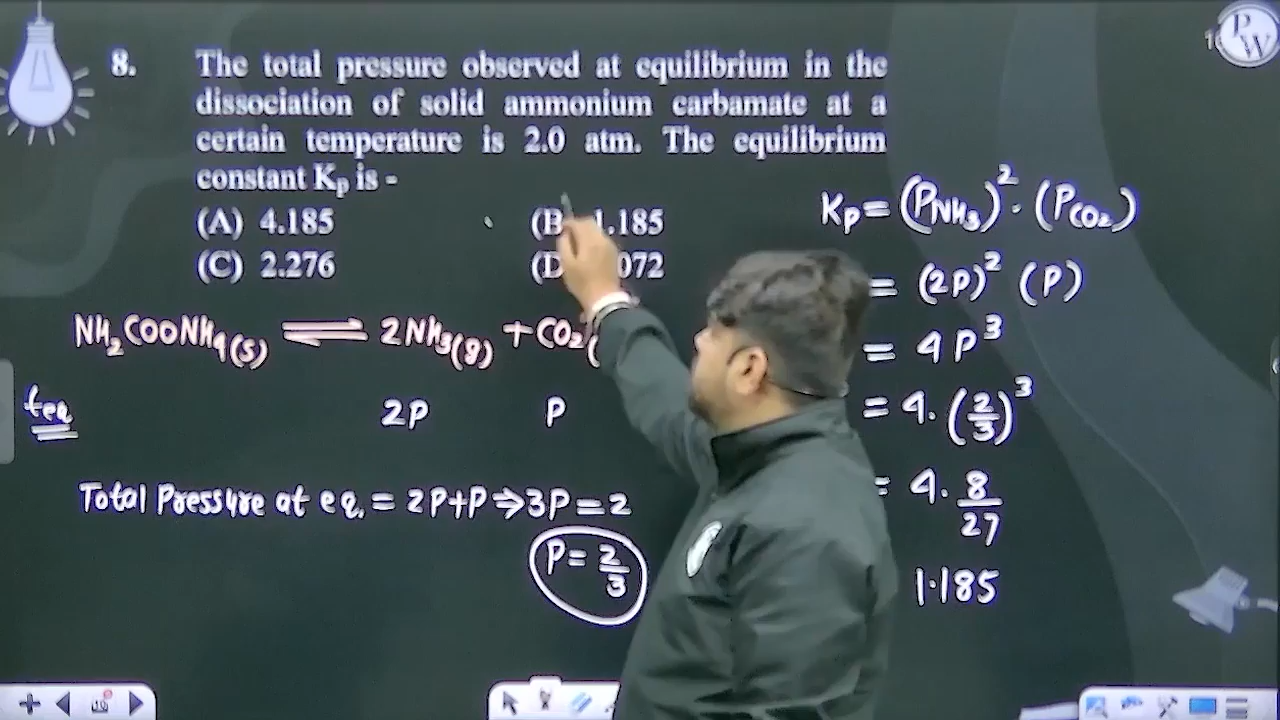 8. The total pressure observed at equilibrium in the
dissociation of solid ammonium carbamate at a
certain temperature is 2.0 atm. The equilibrium
constant Kp is -
(A) 4.185 (B) 1.185
(C) 2.276 (D) 072
NH₂COONH₄(s) ⇌ 2NH₃(g) + CO₂(
teq 2P P
Total Pressure at eq. = 2P+P ⇒ 3P = 2
P = 2/3
Kp = (PNH₃)² · (PCO₂)
= (2P)² (P)
= 4P³
= 4·(2/3)³
= 4· 8/27
1.185
PW